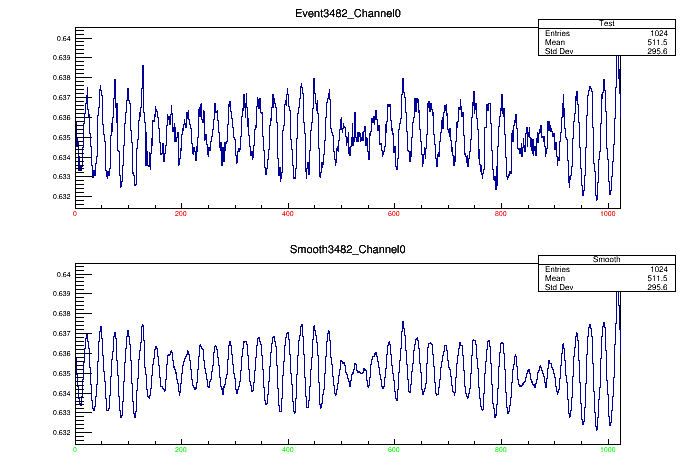 Event3482_Channel0
Test
Entries 1024
Mean 511.5
Std Dev 295.6
0.64
0.639
0.638
0.637
0.636
0.635
0.634
0.633
0.632
0 200 400 600 800 1000
Smooth3482_Channel0
Smooth
Entries 1024
Mean 511.5
Std Dev 295.6
0.64
0.639
0.638
0.637
0.636
0.635
0.634
0.633
0.632
0 200 400 600 800 1000